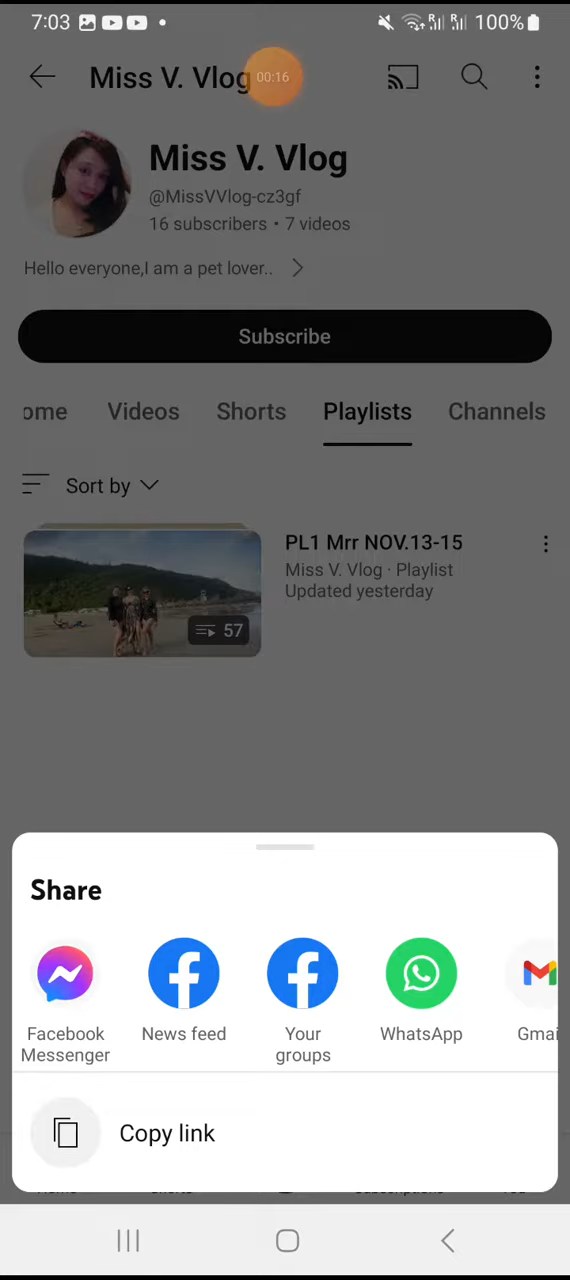 7:03 100%
Miss V. Vlog 00:16
Miss V. Vlog
@MissVVlog-cz3gf
16 subscribers • 7 videos
Hello everyone,I am a pet lover..
Subscribe
ome Videos Shorts Playlists Channels
Sort by
PL1 Mrr NOV.13-15
Miss V. Vlog · Playlist
Updated yesterday
57
Share
Facebook Messenger
News feed
Your groups
WhatsApp
Gmai
Copy link